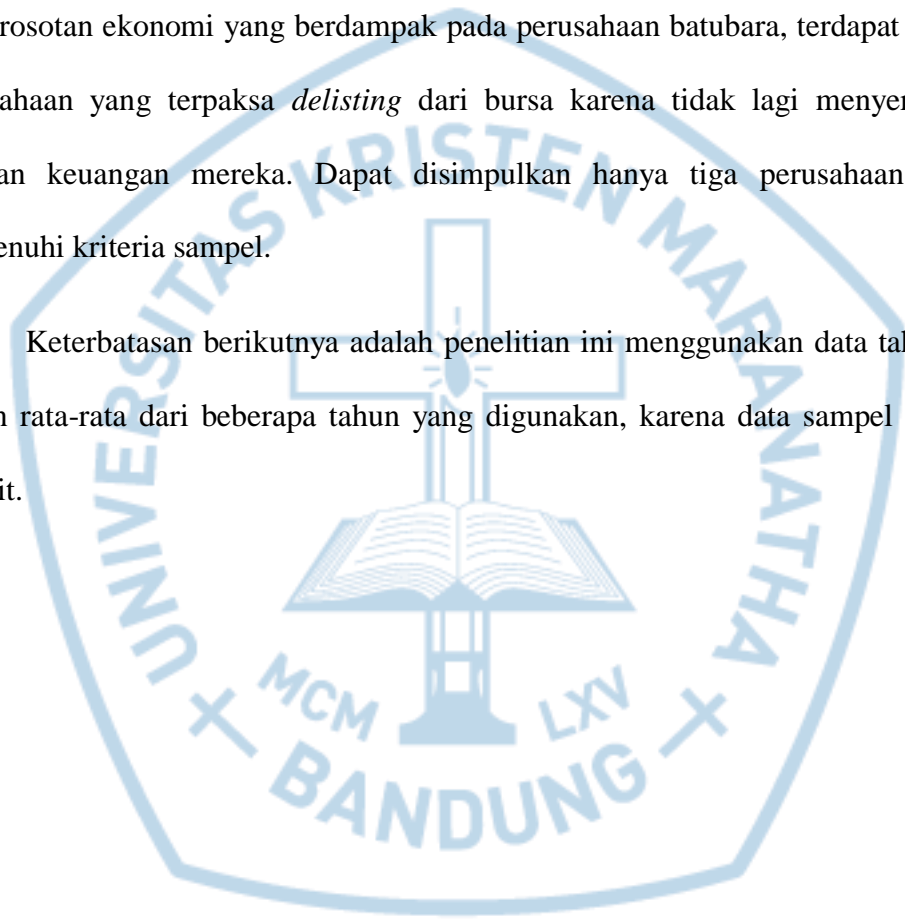 rosotan ekonomi yang berdampak pada perusahaan batubara, terdapat
ahaan yang terpaksa delisting dari bursa karena tidak lagi menyer
an keuangan mereka. Dapat disimpulkan hanya tiga perusahaan
enuhi kriteria sampel.
Keterbatasan berikutnya adalah penelitian ini menggunakan data tal
n rata-rata dari beberapa tahun yang digunakan, karena data sampel
it.
UNIVERSITAS KRISTEN MARANATHA
MCM LXV
BANDUNG